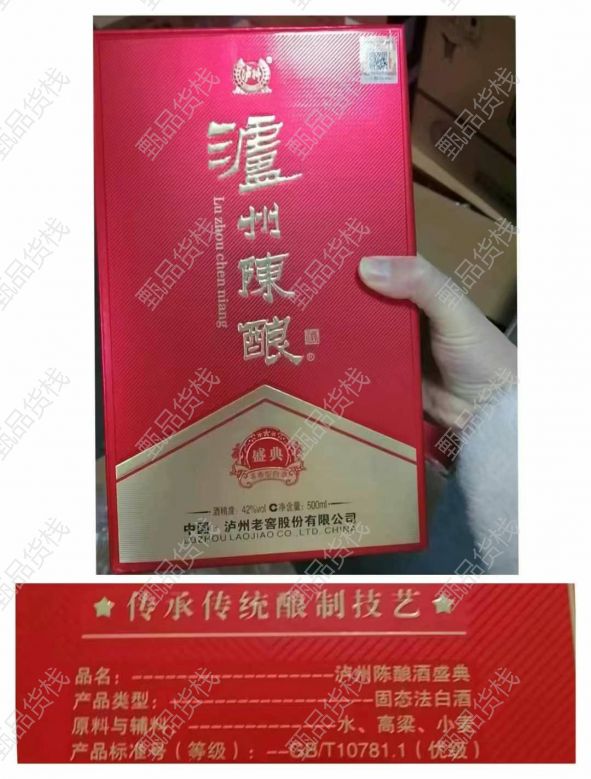 泸州
瀘州陳酿
Lu zhou chen niang
®
盛典
酒精度：42%vol C净含量：500ml
中国·泸州老窖股份有限公司
LUZHOU LAOJIAO CO.,LTD. CHINA
★传承传统酿制技艺★
品名：--------------------泸州陈酿酒盛典
产品类型：--------------------固态法白酒
原料与辅料：--------------水、高粱、小麦
产品标准号（等级）：--GB/T10781.1（优级）
甄品货栈